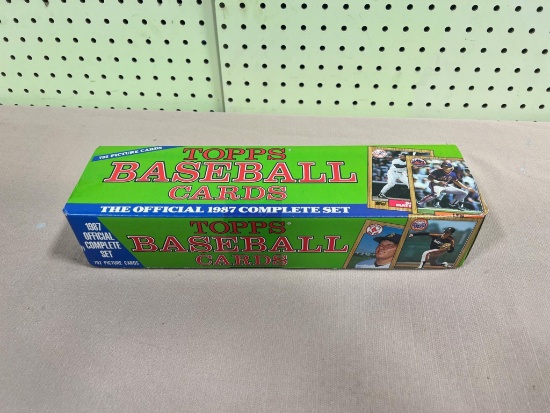 792 PICTURE CARDS
TOPPS
BASEBALL
CARDS
THE OFFICIAL 1987 COMPLETE SET
1987
OFFICIAL
COMPLETE
SET
792 PICTURE CARDS
TOPPS
BASEBALL
CARDS